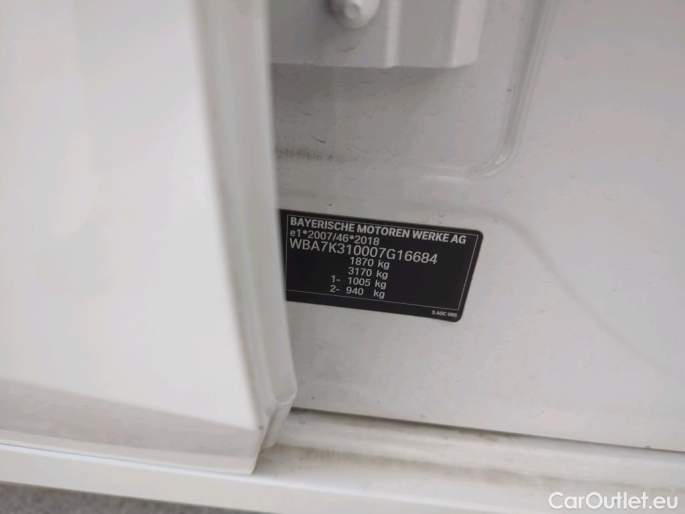 BAYERISCHE MOTOREN WERKE AG
e1*2007/46*2018
WBA7K310007G16684
1870 kg
3170 kg
1- 1005 kg
2- 940 kg
CarOutlet.eu